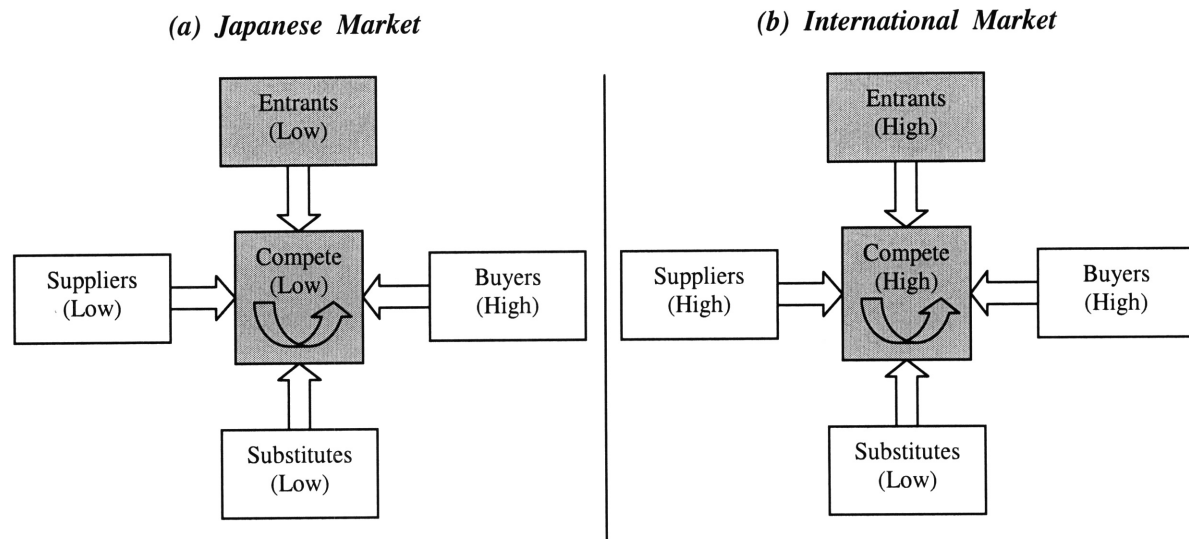 (a) Japanese Market
Entrants
(Low)
Suppliers
(Low)
Compete
(Low)
Buyers
(High)
Substitutes
(Low)
(b) International Market
Entrants
(High)
Suppliers
(High)
Compete
(High)
Buyers
(High)
Substitutes
(Low)